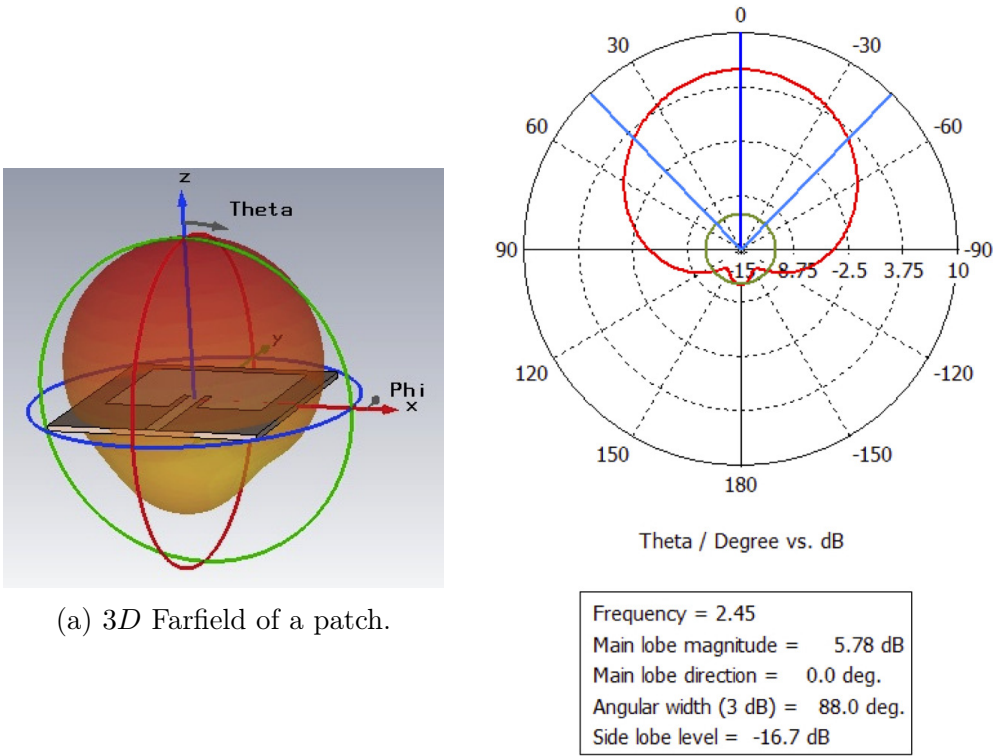 z
Theta
y
Phi
x
(a) 3D Farfield of a patch.
0
30
-30
60
-60
90
-15
-8.75
-2.5
3.75
10
-90
120
-120
150
-150
180
Theta / Degree vs. dB
Frequency = 2.45
Main lobe magnitude = 5.78 dB
Main lobe direction = 0.0 deg.
Angular width (3 dB) = 88.0 deg.
Side lobe level = -16.7 dB